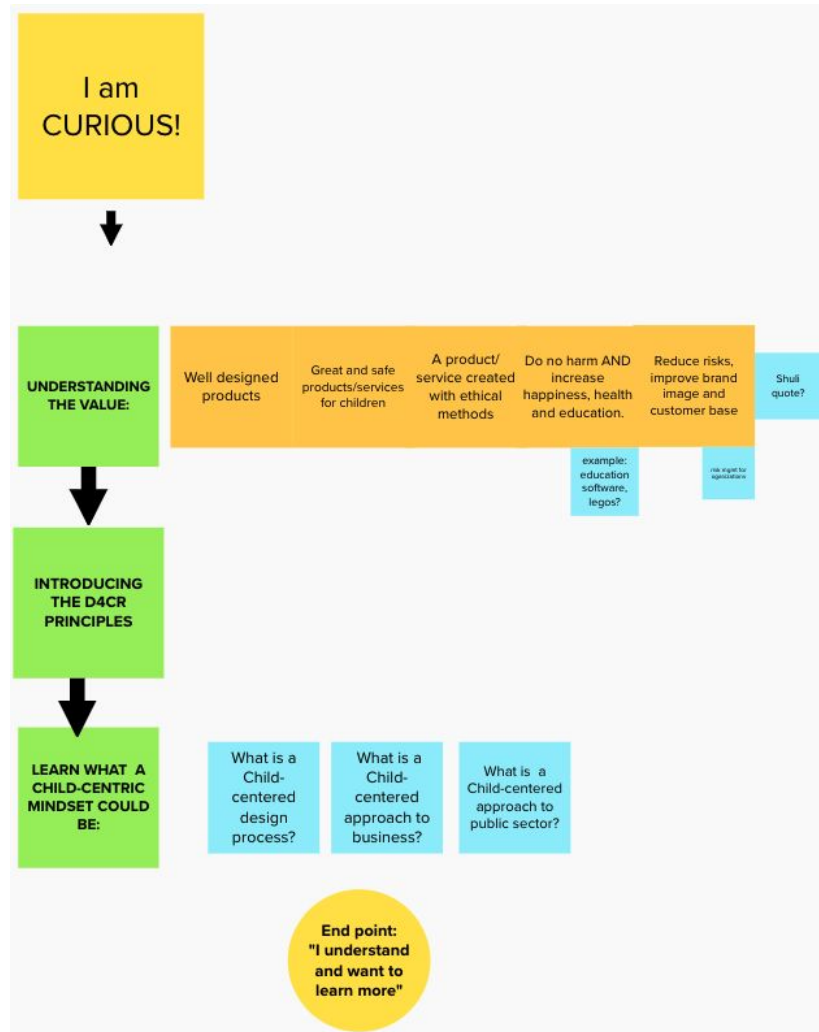 I am
CURIOUS!
UNDERSTANDING
THE VALUE:
Well designed
products
Great and safe
products/services
for children
A product/
service created
with ethical
methods
Do no harm AND
increase
happiness, health
and education.
Reduce risks,
improve brand
image and
customer base
Shuli
quote?
example:
education
software,
legos?
risk mgmt for
INTRODUCING
THE D4CR
PRINCIPLES
LEARN WHAT A
CHILD-CENTRIC
MINDSET COULD
BE:
What is a
Child-
centered
design
process?
What is a
Child-
centered
approach to
business?
What is a
Child-centered
approach to
public sector?
End point:
"I understand
and want to
learn more"